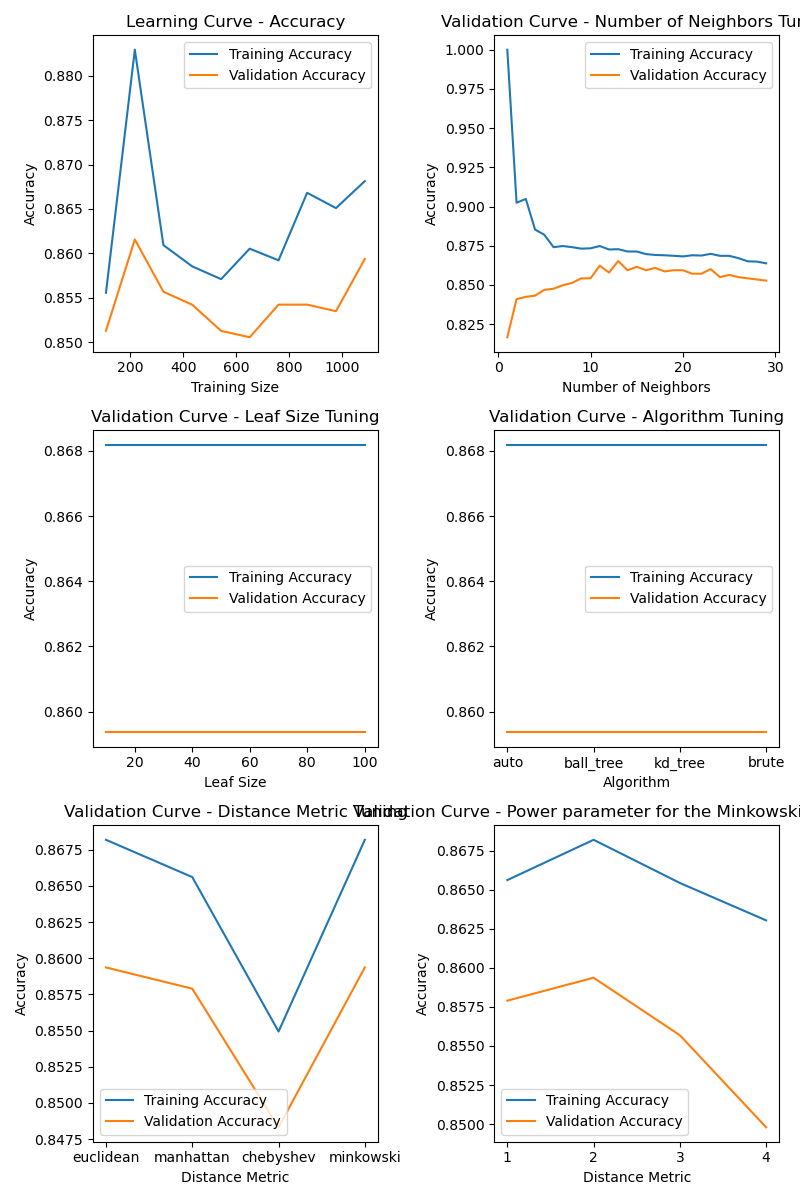 Learning Curve - Accuracy
0.880
0.875
0.870
0.865
0.860
0.855
0.850
Accuracy
Training Accuracy
Validation Accuracy
200 400 600 800 1000
Training Size
Validation Curve - Number of Neighbors Tun
1.000
0.975
0.950
0.925
0.900
0.875
0.850
0.825
Accuracy
Training Accuracy
Validation Accuracy
0 10 20 30
Number of Neighbors
Validation Curve - Leaf Size Tuning
0.868
0.866
0.864
0.862
0.860
Accuracy
Training Accuracy
Validation Accuracy
20 40 60 80 100
Leaf Size
Validation Curve - Algorithm Tuning
0.868
0.866
0.864
0.862
0.860
Accuracy
Training Accuracy
Validation Accuracy
auto ball_tree kd_tree brute
Algorithm
Validation Curve - Distance Metric Tuning
0.8675
0.8650
0.8625
0.8600
0.8575
0.8550
0.8525
0.8500
0.8475
Accuracy
Training Accuracy
Validation Accuracy
euclidean manhattan chebyshev minkowski
Distance Metric
Validation Curve - Power parameter for the Minkowski
0.8675
0.8650
0.8625
0.8600
0.8575
0.8550
0.8525
0.8500
Accuracy
Training Accuracy
Validation Accuracy
1 2 3 4
Distance Metric